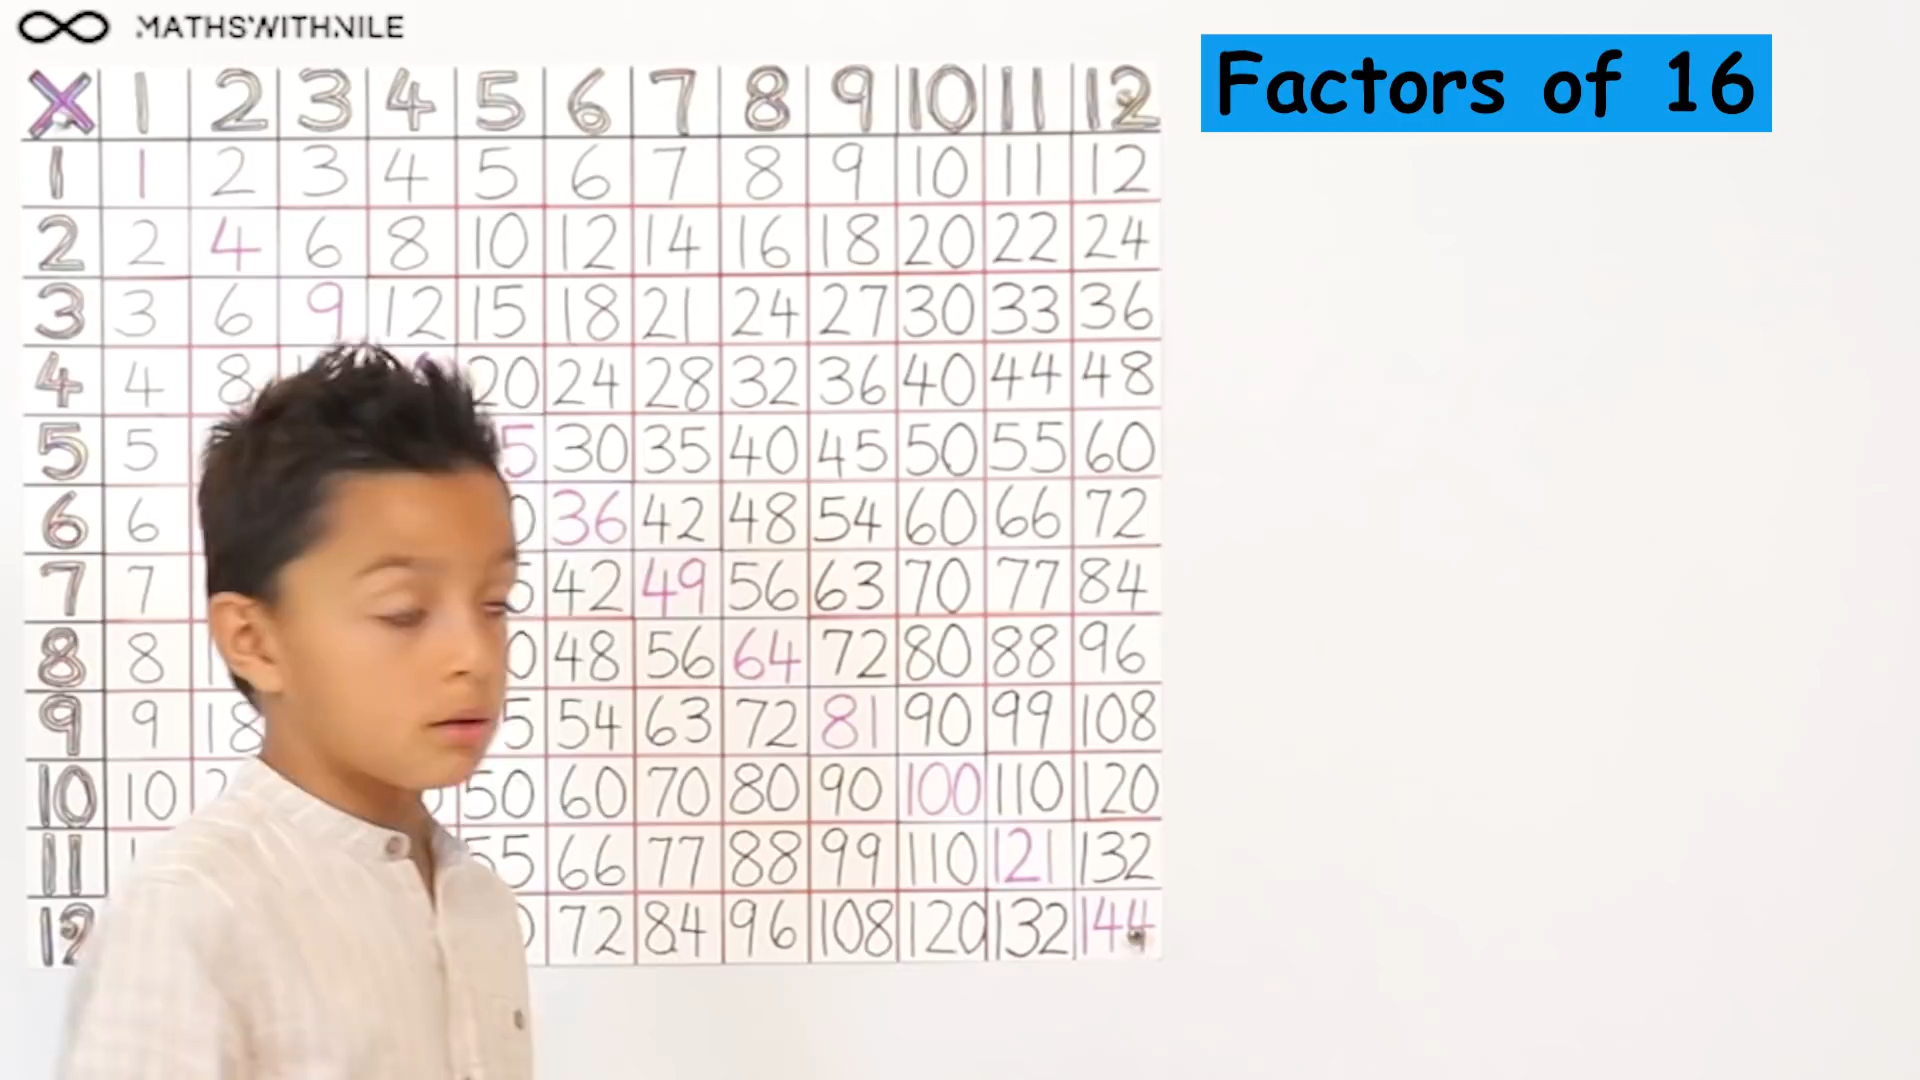 MATHSWITHNILE
Factors of 16
X 1 2 3 4 5 6 7 8 9 10 11 12
1 1 2 3 4 5 6 7 8 9 10 11 12
2 2 4 6 8 10 12 14 16 18 20 22 24
3 3 6 9 12 15 18 21 24 27 30 33 36
4 4 8 20 24 28 32 36 40 44 48
5 5 30 35 40 45 50 55 60
6 6 36 42 48 54 60 66 72
7 7 42 49 56 63 70 77 84
8 8 48 56 64 72 80 88 96
9 9 18 54 63 72 81 90 99 108
10 10 50 60 70 80 90 100 110 120
11 55 66 77 88 99 110 121 132
12 72 84 96 108 120 132 144